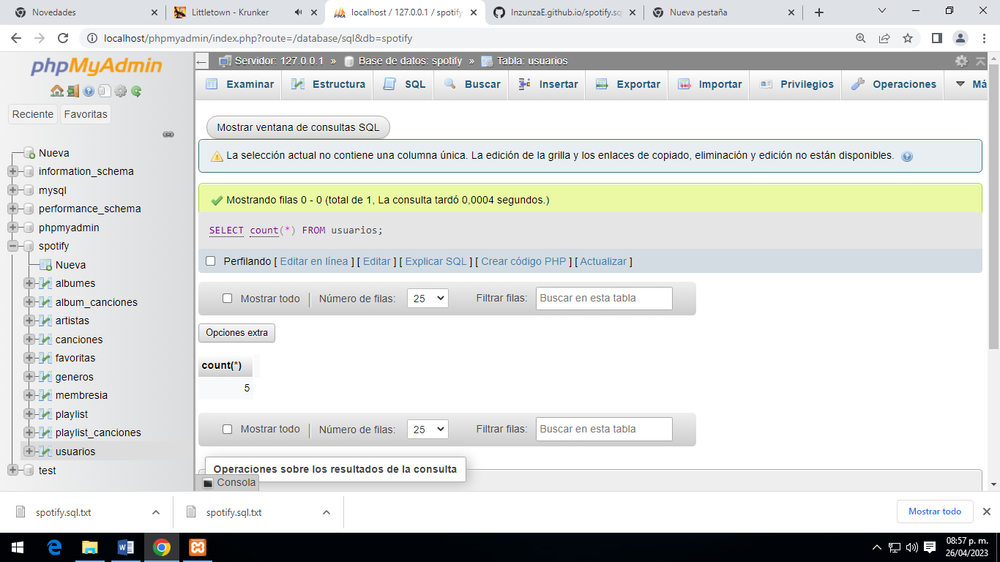 Novedades
Littletown - Krunker
localhost / 127.0.0.1 / spotify
InzunzaE.github.io/spotify.sq
Nueva pestaña
localhost/phpmyadmin/index.php?route=/database/sql&db=spotify
phpMyAdmin
Reciente Favoritas
Nueva
information_schema
mysql
performance_schema
phpmyadmin
spotify
Nueva
albumes
album_canciones
artistas
canciones
favoritas
generos
membresia
playlist
playlist_canciones
usuarios
test
Servidor: 127.0.0.1 » Base de datos: spotify » Tabla: usuarios
Examinar Estructura SQL Buscar Insertar Exportar Importar Privilegios Operaciones Má
Mostrar ventana de consultas SQL
La selección actual no contiene una columna única. La edición de la grilla y los enlaces de copiado, eliminación y edición no están disponibles.
Mostrando filas 0 - 0 (total de 1, La consulta tardó 0,0004 segundos.)
SELECT count(*) FROM usuarios;
Perfilando [ Editar en línea ] [ Editar ] [ Explicar SQL ] [ Crear código PHP ] [ Actualizar ]
Mostrar todo | Número de filas: 25 Filtrar filas: Buscar en esta tabla
Opciones extra
count(*)
5
Mostrar todo | Número de filas: 25 Filtrar filas: Buscar en esta tabla
Operaciones sobre los resultados de la consulta
Consola
spotify.sql.txt
spotify.sql.txt
Mostrar todo
08:57 p. m.
26/04/2023